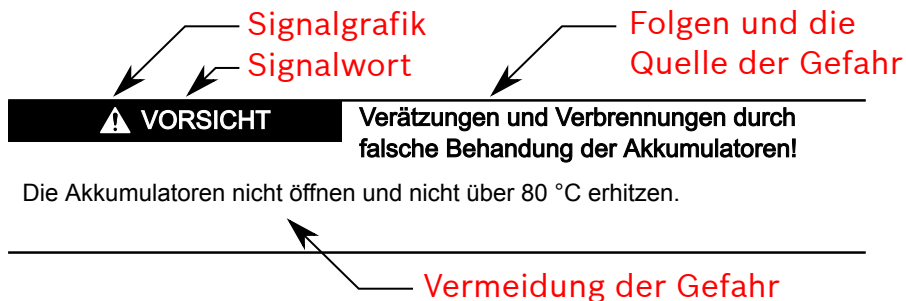 Signalgrafik
Signalwort
Folgen und die
Quelle der Gefahr
VORSICHT
Verätzungen und Verbrennungen durch
falsche Behandung der Akkumulatoren!
Die Akkumulatoren nicht öffnen und nicht über 80 °C erhitzen.
Vermeidung der Gefahr